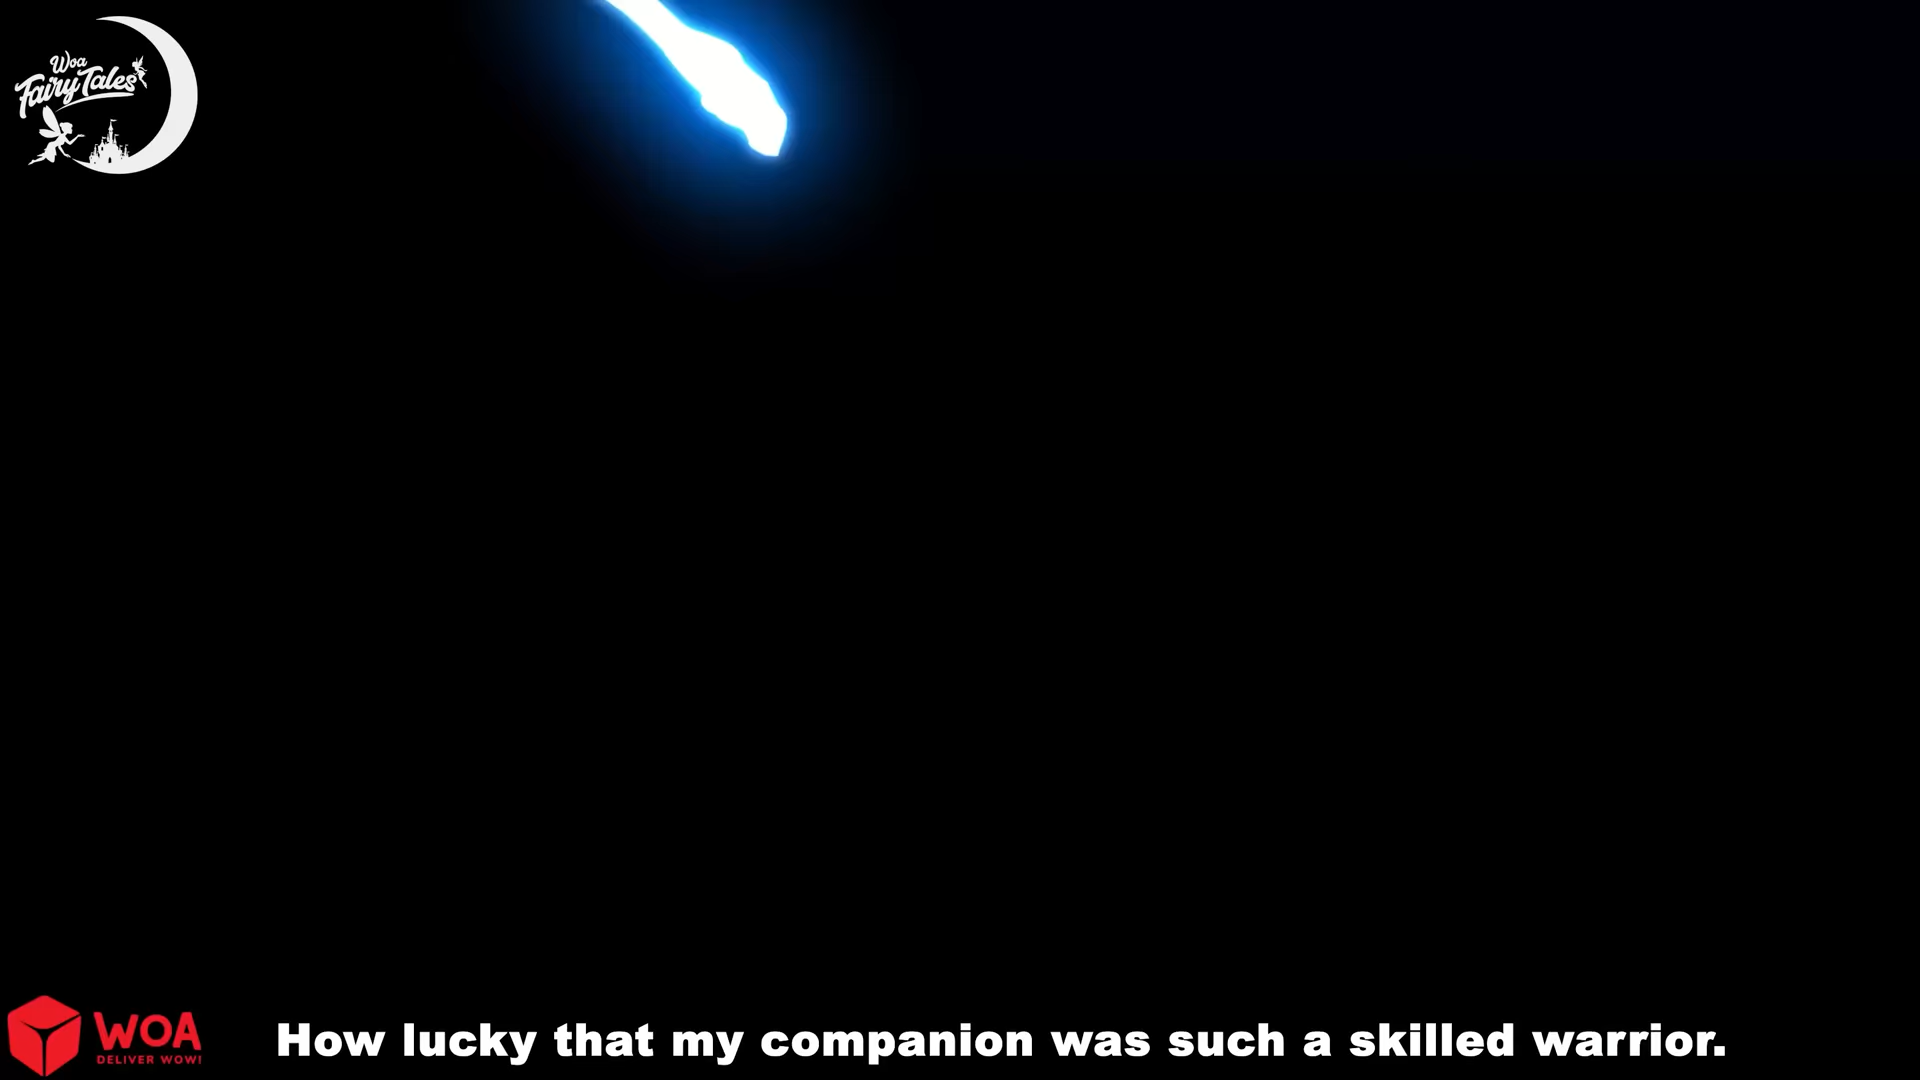 Woa
Fairy Tales
WOA
DELIVER WOW!
How lucky that my companion was such a skilled warrior.